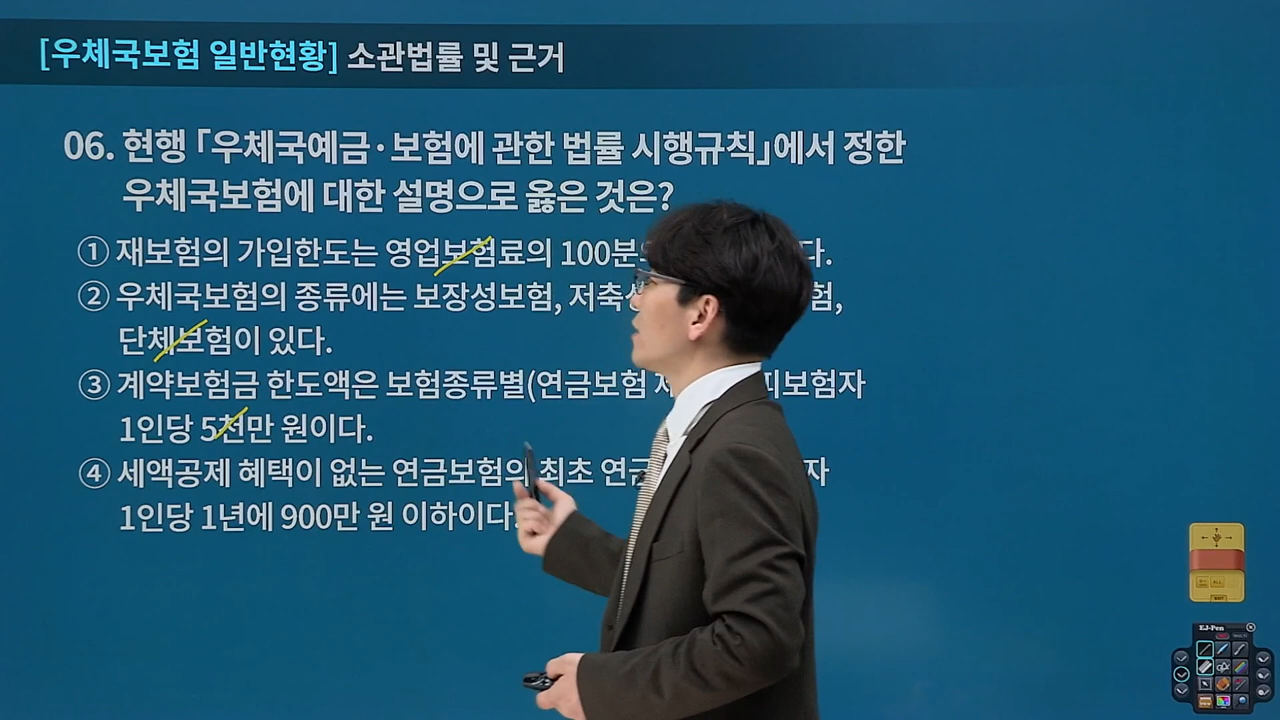 [우체국보험 일반현황] 소관법률 및 근거
06. 현행 「우체국예금·보험에 관한 법률 시행규칙」에서 정한
우체국보험에 대한 설명으로 옳은 것은?
① 재보험의 가입한도는 영업보험료의 100분 다.
② 우체국보험의 종류에는 보장성보험, 저축 험,
단체보험이 있다.
③ 계약보험금 한도액은 보험종류별(연금보험 피보험자
1인당 5천만 원이다.
④ 세액공제 혜택이 없는 연금보험의 최초 자
1인당 1년에 900만 원 이하이다.
EJ-Pen